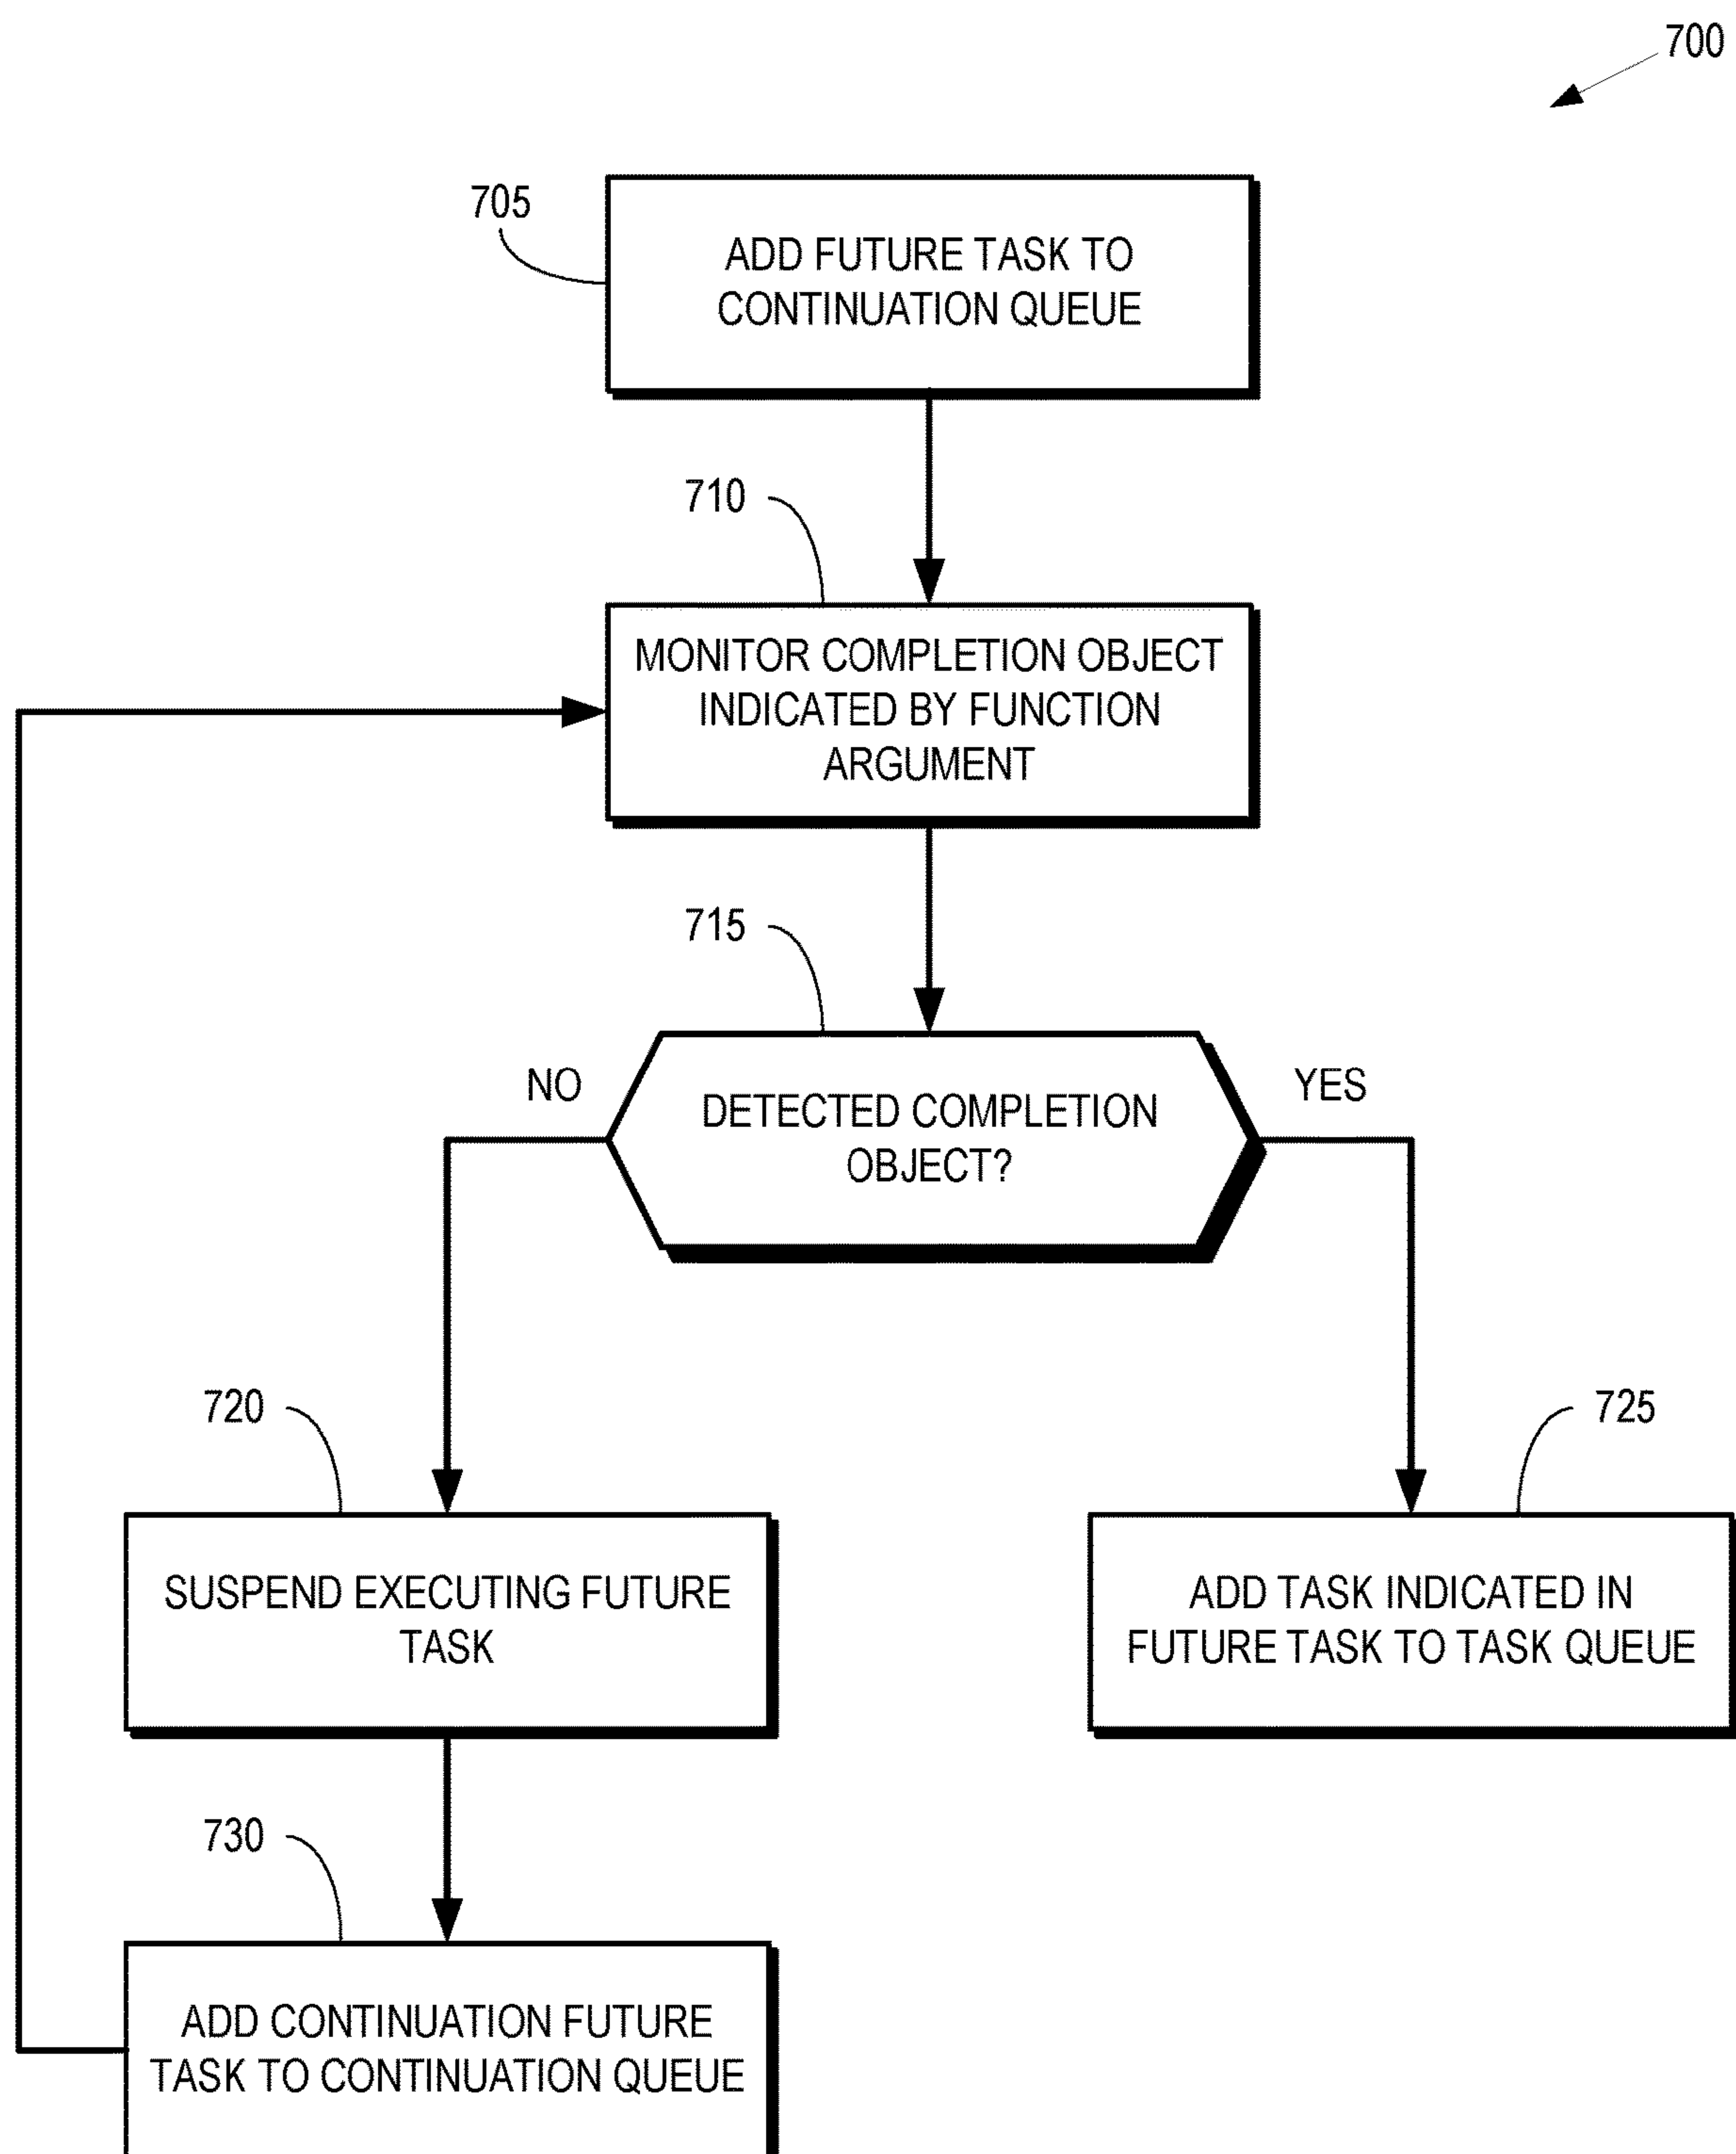 700
705
ADD FUTURE TASK TO
CONTINUATION QUEUE
710
MONITOR COMPLETION OBJECT
INDICATED BY FUNCTION
ARGUMENT
715
NO
DETECTED COMPLETION
OBJECT?
YES
720
SUSPEND EXECUTING FUTURE
TASK
725
ADD TASK INDICATED IN
FUTURE TASK TO TASK QUEUE
730
ADD CONTINUATION FUTURE
TASK TO CONTINUATION QUEUE